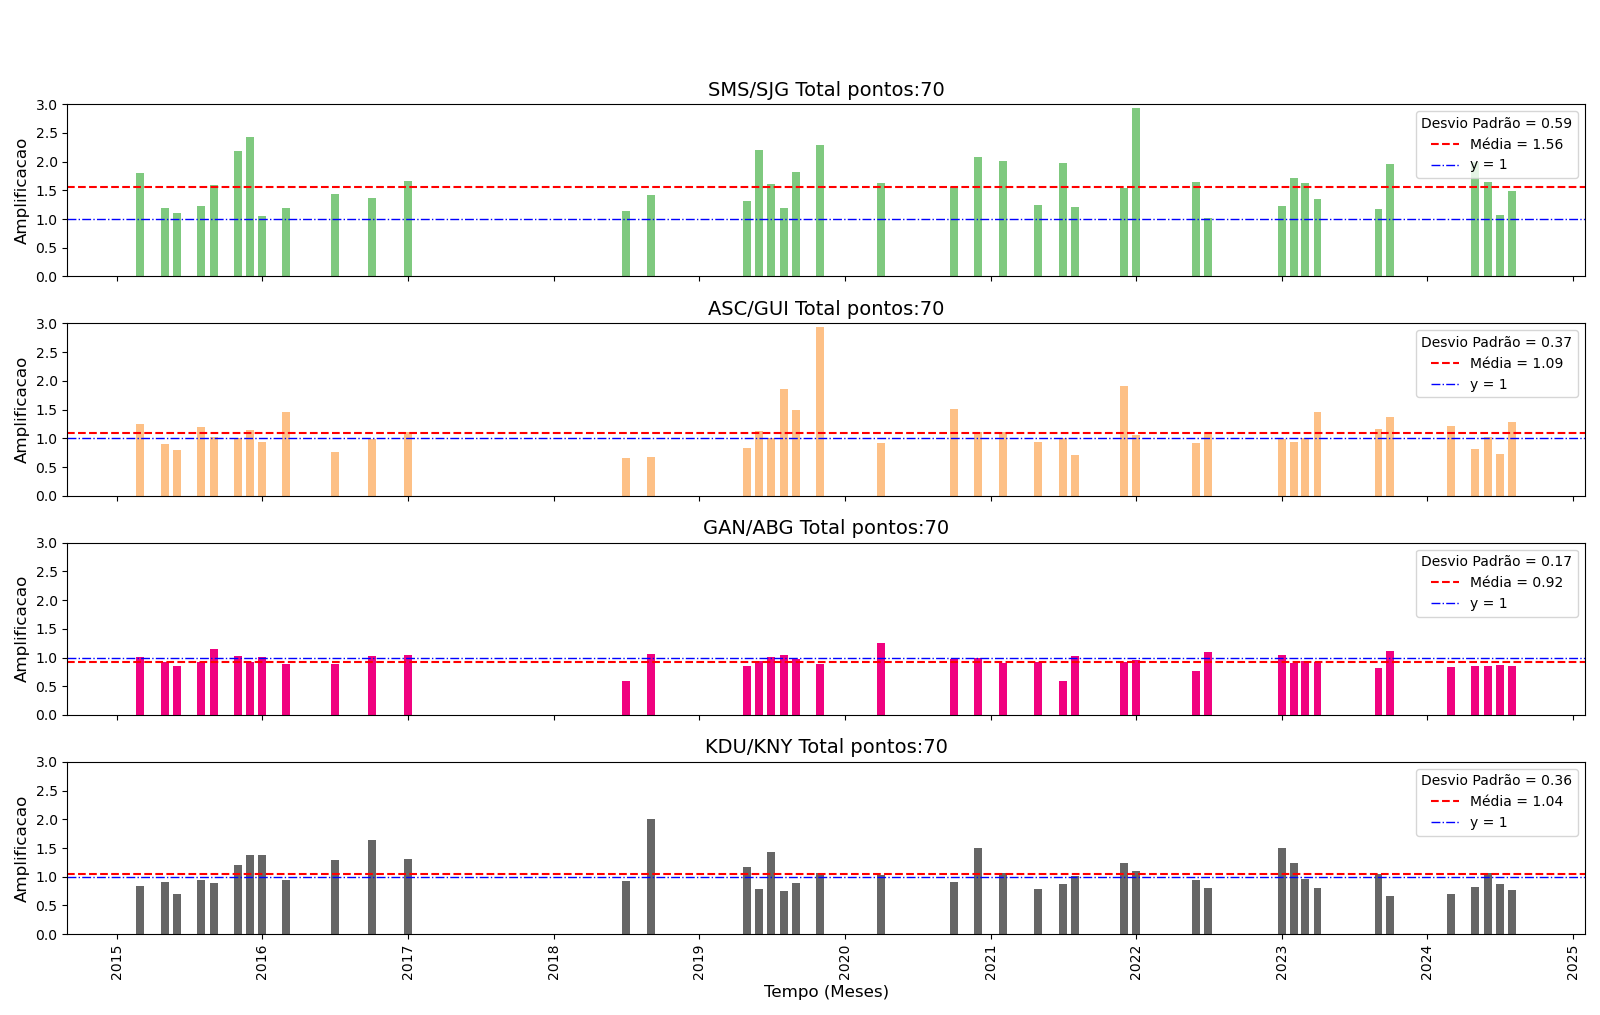 SMS/SJG Total pontos:70
Amplificacao
3.0
2.5
2.0
1.5
1.0
0.5
0.0
Desvio Padrão = 0.59
Média = 1.56
y = 1
ASC/GUI Total pontos:70
Amplificacao
3.0
2.5
2.0
1.5
1.0
0.5
0.0
Desvio Padrão = 0.37
Média = 1.09
y = 1
GAN/ABG Total pontos:70
Amplificacao
3.0
2.5
2.0
1.5
1.0
0.5
0.0
Desvio Padrão = 0.17
Média = 0.92
y = 1
KDU/KNY Total pontos:70
Amplificacao
3.0
2.5
2.0
1.5
1.0
0.5
0.0
Desvio Padrão = 0.36
Média = 1.04
y = 1
2015
2016
2017
2018
2019
2020
2021
2022
2023
2024
2025
Tempo (Meses)